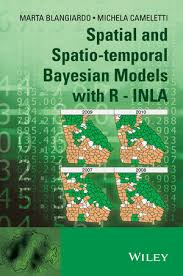 MARTA BLANGIARDO • MICHELA CAMELETTI
Spatial and
Spatio-temporal
Bayesian Models
with R - INLA
2009
2010
2007
2008
WILEY